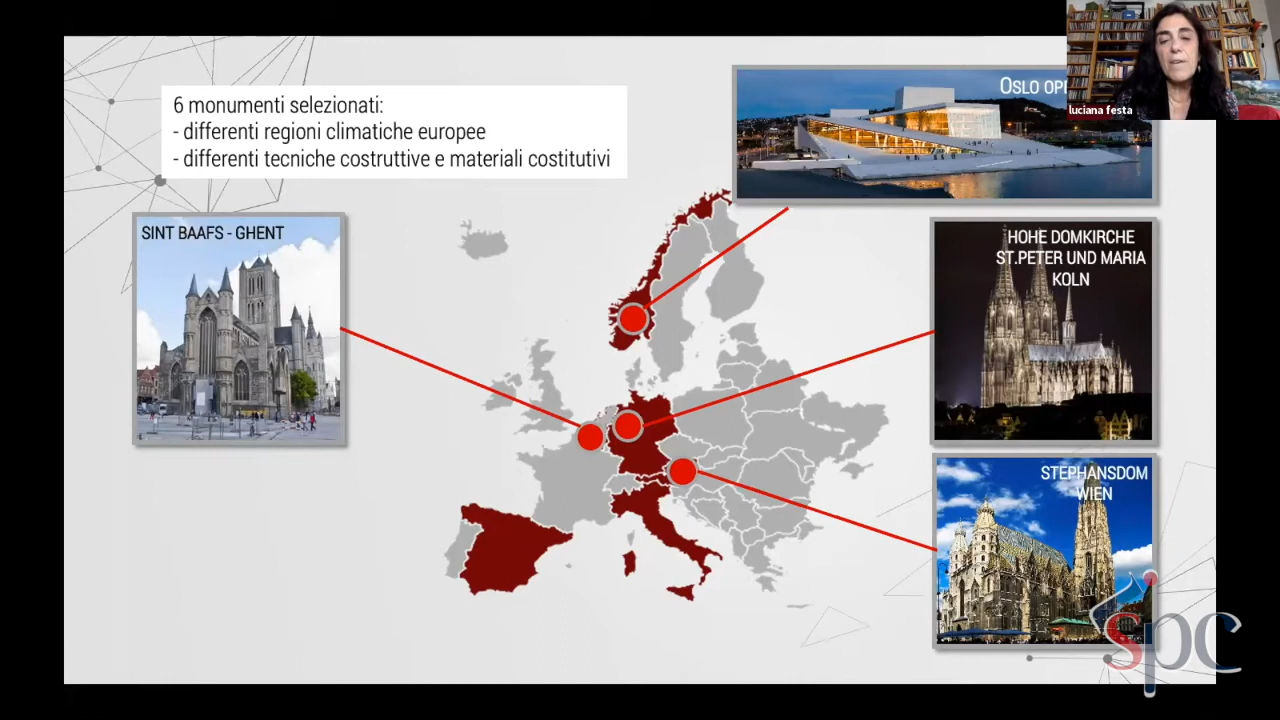 6 monumenti selezionati:
- differenti regioni climatiche europee
- differenti tecniche costruttive e materiali costitutivi
OSLO
luciana festa
SINT BAAFS - GHENT
HOHE DOMKIRCHE
ST.PETER UND MARIA
KOLN
STEPHANSDOM
WIEN
spc